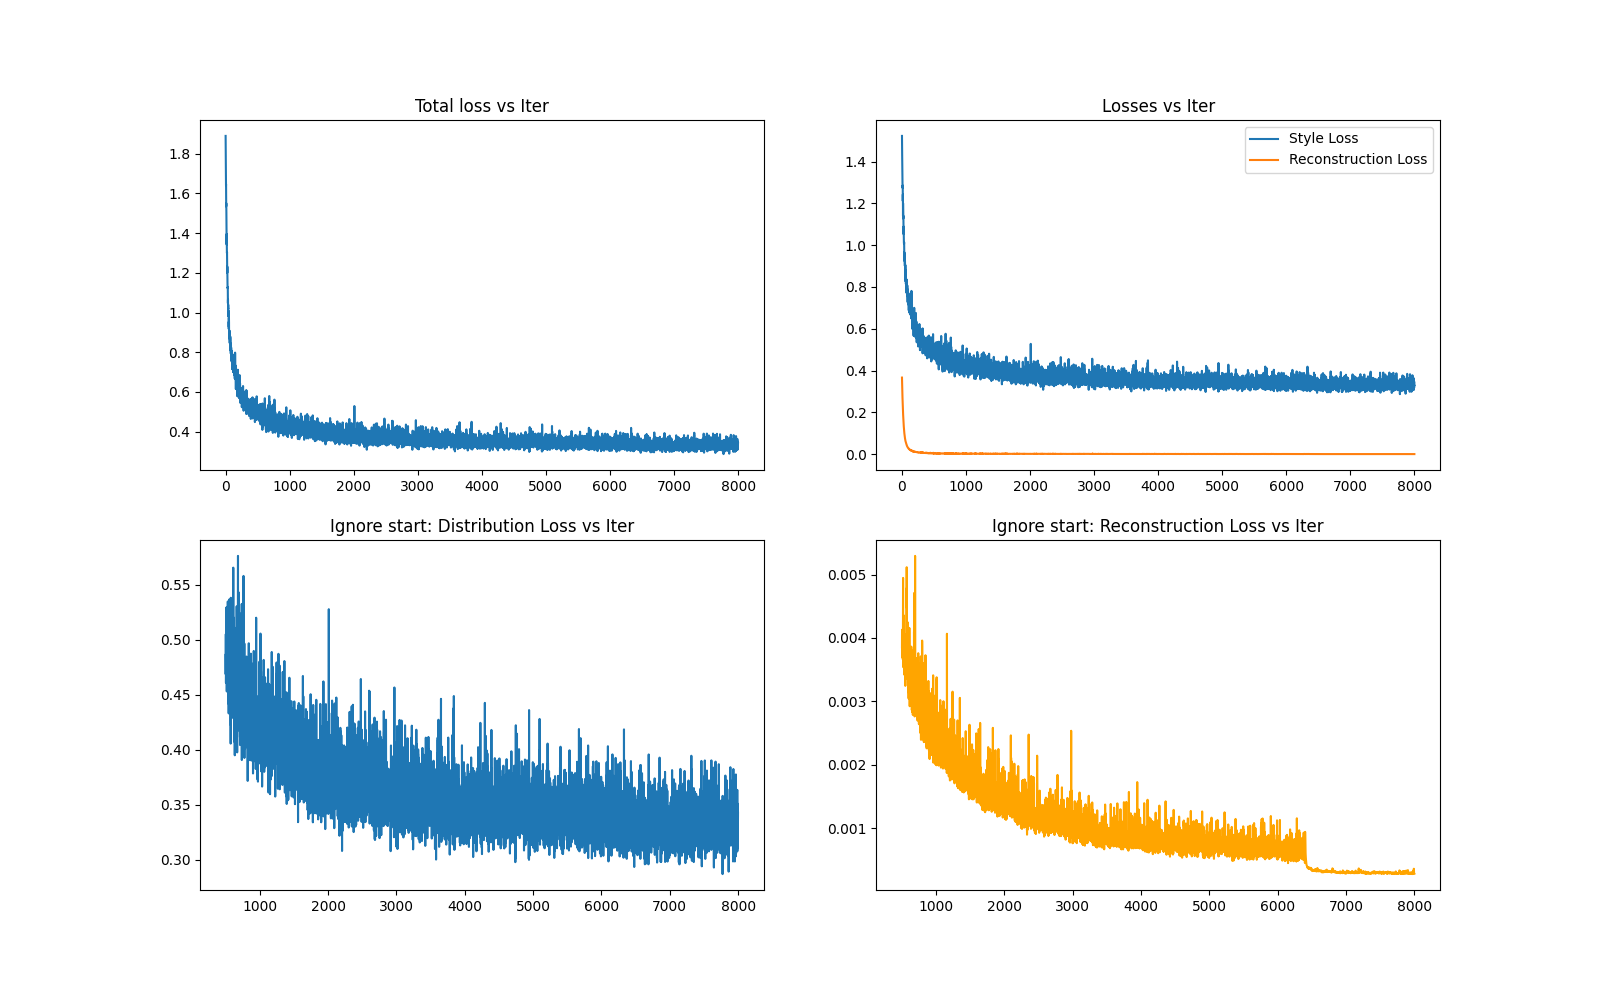 Total loss vs Iter
1.8
1.6
1.4
1.2
1.0
0.8
0.6
0.4
0 1000 2000 3000 4000 5000 6000 7000 8000
Losses vs Iter
Style Loss
Reconstruction Loss
1.4
1.2
1.0
0.8
0.6
0.4
0.2
0.0
0 1000 2000 3000 4000 5000 6000 7000 8000
Ignore start: Distribution Loss vs Iter
0.55
0.50
0.45
0.40
0.35
0.30
1000 2000 3000 4000 5000 6000 7000 8000
Ignore start: Reconstruction Loss vs Iter
0.005
0.004
0.003
0.002
0.001
1000 2000 3000 4000 5000 6000 7000 8000